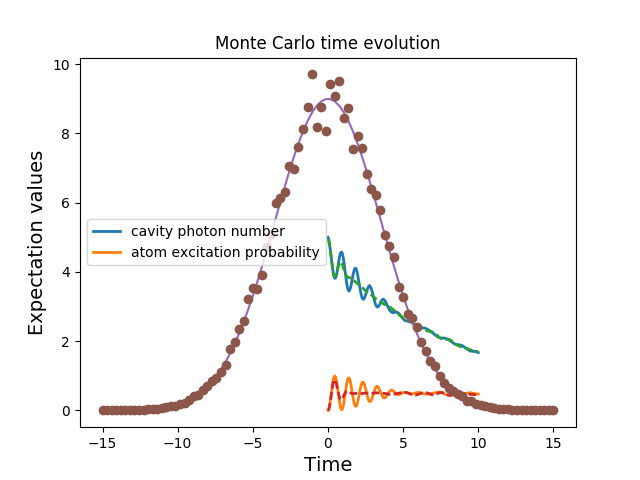 Monte Carlo time evolution
10
8
6
4
2
0
Expectation values
cavity photon number
atom excitation probability
−15
−10
−5
0
5
10
15
Time